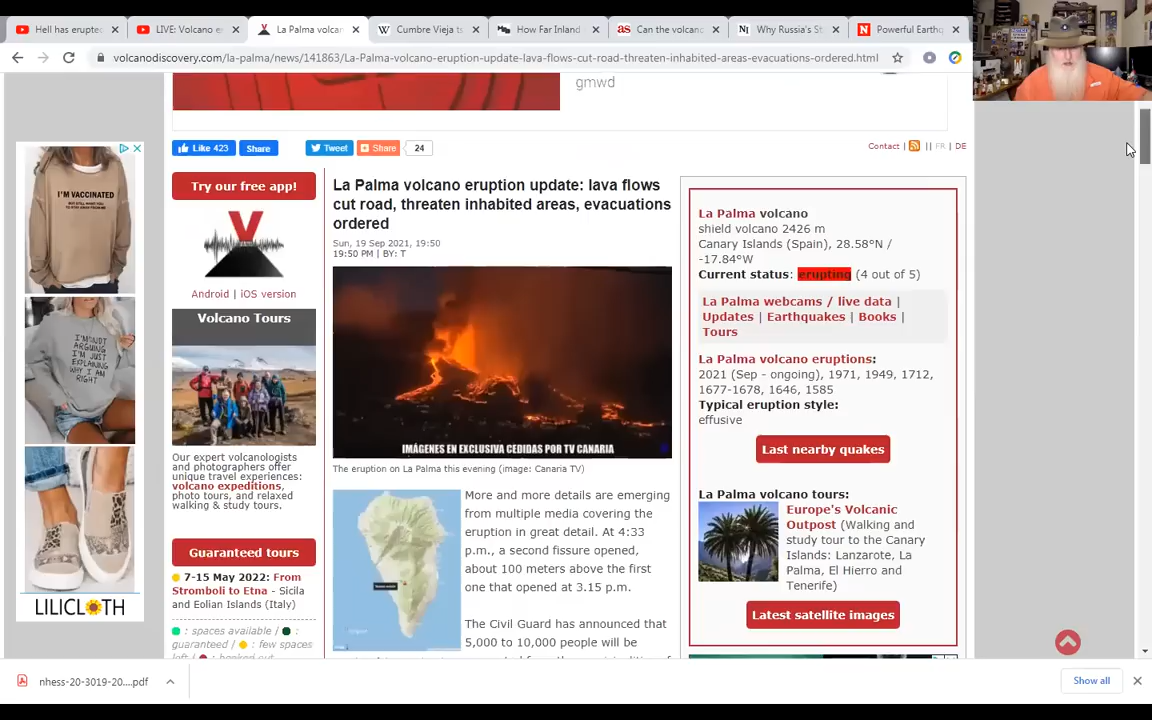 Hell has erupted
LIVE: Volcano e
La Palma volcan
Cumbre Vieja ts
How Far Inland
as
Can the volcano
Why Russia's St
N
Powerful Earthq
volcanodiscovery.com/la-palma/news/141863/La-Palma-volcano-eruption-update-lava-flows-cut-road-threaten-inhabited-areas-evacuations-ordered.html
gmwd
Like 423
Share
Tweet
Share
24
Contact | || FR | DE
I'M VACCINATED
I'M NOT
ARGUING
I'M JUST
EXPLAINING
WHY I AM
RIGHT
LILICLOTH
Try our free app!
Android | iOS version
Volcano Tours
Our expert volcanologists
and photographers offer
unique travel experiences:
volcano expeditions,
photo tours, and relaxed
walking & study tours.
Guaranteed tours
7-15 May 2022: From
Stromboli to Etna - Sicila
and Eolian Islands (Italy)
: spaces available / :
guaranteed / : few spaces
left / : booked out
La Palma volcano eruption update: lava flows
cut road, threaten inhabited areas, evacuations
ordered
Sun, 19 Sep 2021, 19:50
19:50 PM | BY: T
IMÁGENES EN EXCLUSIVA CEDIDAS POR TV CANARIA
The eruption on La Palma this evening (image: Canaria TV)
More and more details are emerging
from multiple media covering the
eruption in great detail. At 4:33
p.m., a second fissure opened,
about 100 meters above the first
one that opened at 3.15 p.m.
The Civil Guard has announced that
5,000 to 10,000 people will be
La Palma volcano
shield volcano 2426 m
Canary Islands (Spain), 28.58°N /
-17.84°W
Current status: erupting (4 out of 5)
La Palma webcams / live data |
Updates | Earthquakes | Books |
Tours
La Palma volcano eruptions:
2021 (Sep - ongoing), 1971, 1949, 1712,
1677-1678, 1646, 1585
Typical eruption style:
effusive
Last nearby quakes
La Palma volcano tours:
Europe's Volcanic
Outpost (Walking and
study tour to the Canary
Islands: Lanzarote, La
Palma, El Hierro and
Tenerife)
Latest satellite images
nhess-20-3019-20....pdf
Show all